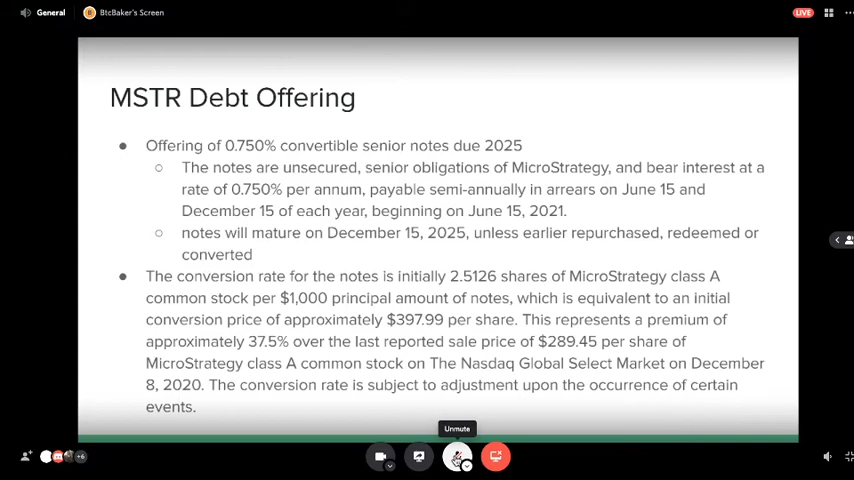 General
BtcBaker's Screen
LIVE
MSTR Debt Offering
Offering of 0.750% convertible senior notes due 2025
The notes are unsecured, senior obligations of MicroStrategy, and bear interest at a
rate of 0.750% per annum, payable semi-annually in arrears on June 15 and
December 15 of each year, beginning on June 15, 2021.
notes will mature on December 15, 2025, unless earlier repurchased, redeemed or
converted
The conversion rate for the notes is initially 2.5126 shares of MicroStrategy class A
common stock per $1,000 principal amount of notes, which is equivalent to an initial
conversion price of approximately $397.99 per share. This represents a premium of
approximately 37.5% over the last reported sale price of $289.45 per share of
MicroStrategy class A common stock on The Nasdaq Global Select Market on December
8, 2020. The conversion rate is subject to adjustment upon the occurrence of certain
events.
Unmute
+6